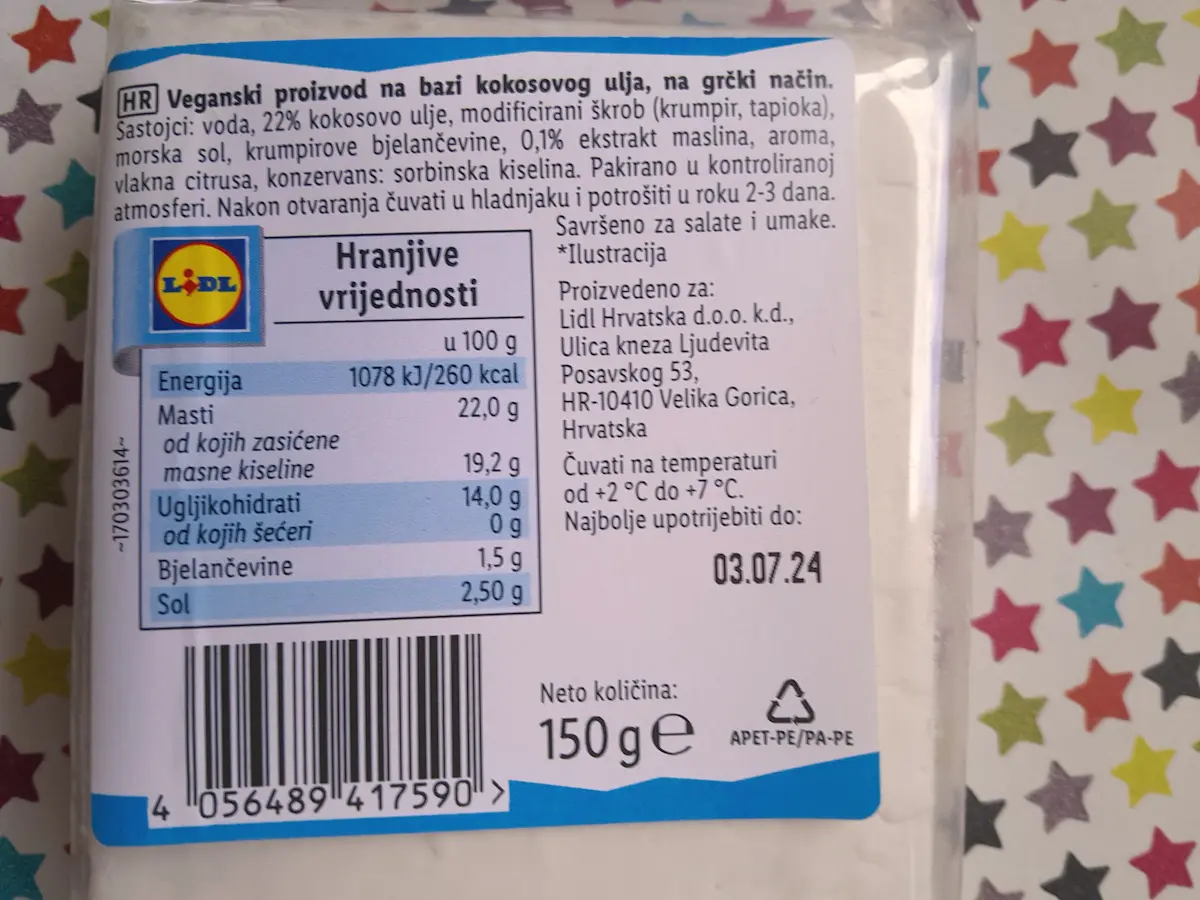 HR Veganski proizvod na bazi kokosovog ulja, na grčki način.
Sastojci: voda, 22% kokosovo ulje, modificirani škrob (krumpir, tapioka),
morska sol, krumpirove bjelančevine, 0,1% ekstrakt maslina, aroma,
vlakna citrusa, konzervans: sorbinska kiselina. Pakirano u kontroliranoj
atmosferi. Nakon otvaranja čuvati u hladnjaku i potrošiti u roku 2-3 dana.
Savršeno za salate i umake.
*Ilustracija
LIDL
Hranjive
vrijednosti
u 100 g
Energija 1078 kJ/260 kcal
Masti 22,0 g
od kojih zasićene
masne kiseline 19,2 g
Ugljikohidrati 14,0 g
od kojih šećeri 0 g
Bjelančevine 1,5 g
Sol 2,50 g
~170303614~
Proizvedeno za:
Lidl Hrvatska d.o.o. k.d.,
Ulica kneza Ljudevita
Posavskog 53,
HR-10410 Velika Gorica,
Hrvatska
Čuvati na temperaturi
od +2 °C do +7 °C.
Najbolje upotrijebiti do:
03.07.24
4 056489 417590 >
Neto količina:
150 g e
APET-PE/PA-PE